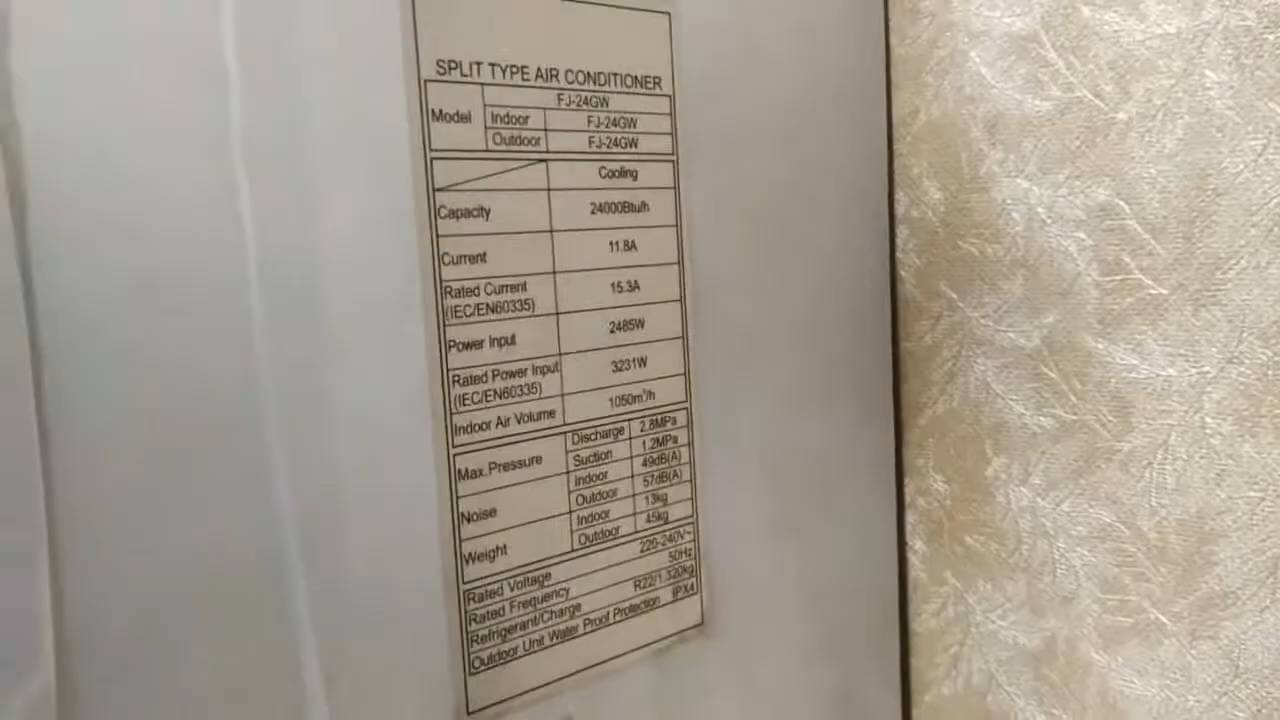 SPLIT TYPE AIR CONDITIONER
Model FJ-24GW
Indoor FJ-24GW
Outdoor FJ-24GW
Cooling
Capacity 24000Btu/h
Current 11.8A
Rated Current (IEC/EN60335) 15.3A
Power Input 2485W
Rated Power Input (IEC/EN60335) 3231W
Indoor Air Volume 1050m³/h
Max.Pressure Discharge 2.8MPa
Suction 1.2MPa
Noise Indoor 49dB(A)
Outdoor 57dB(A)
Weight Indoor 13kg
Outdoor 45kg
Rated Voltage 220-240V~
Rated Frequency 50Hz
Refrigerant/Charge R22/1.320kg
Outdoor Unit Water Proof Protection IPX4